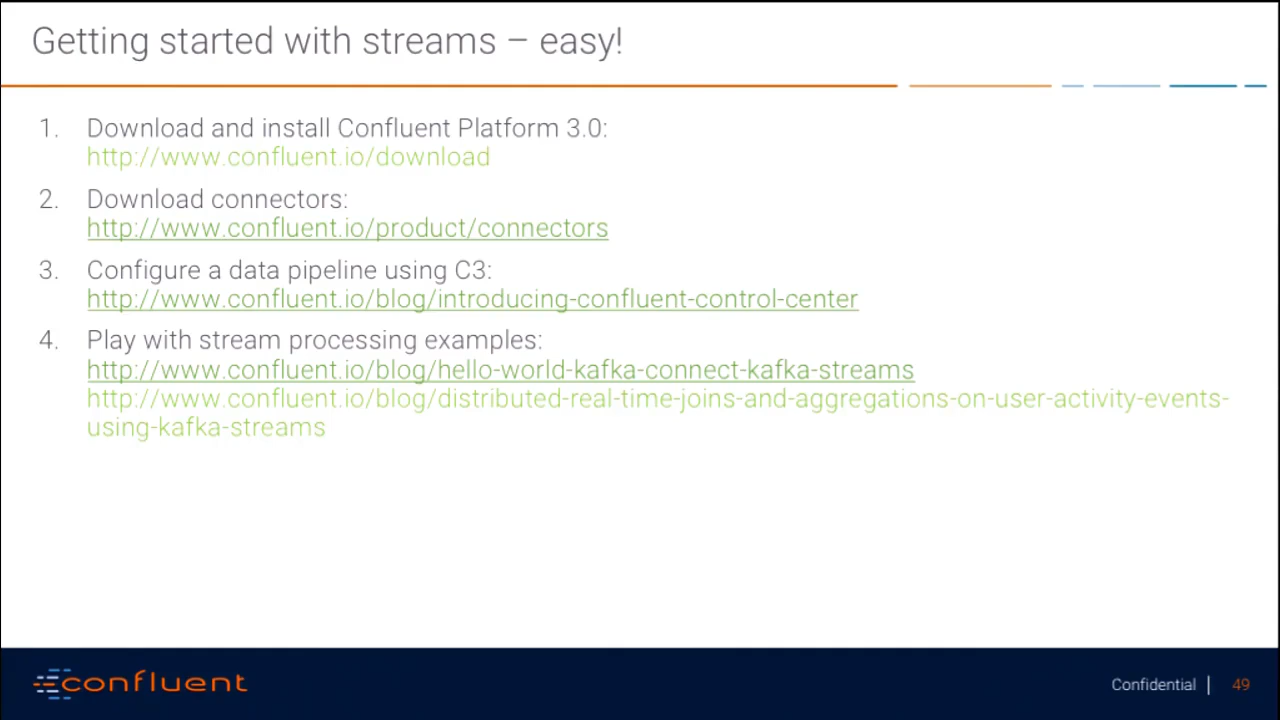 Getting started with streams – easy!
1. Download and install Confluent Platform 3.0:
http://www.confluent.io/download
2. Download connectors:
http://www.confluent.io/product/connectors
3. Configure a data pipeline using C3:
http://www.confluent.io/blog/introducing-confluent-control-center
4. Play with stream processing examples:
http://www.confluent.io/blog/hello-world-kafka-connect-kafka-streams
http://www.confluent.io/blog/distributed-real-time-joins-and-aggregations-on-user-activity-events-
using-kafka-streams
confluent
Confidential | 49